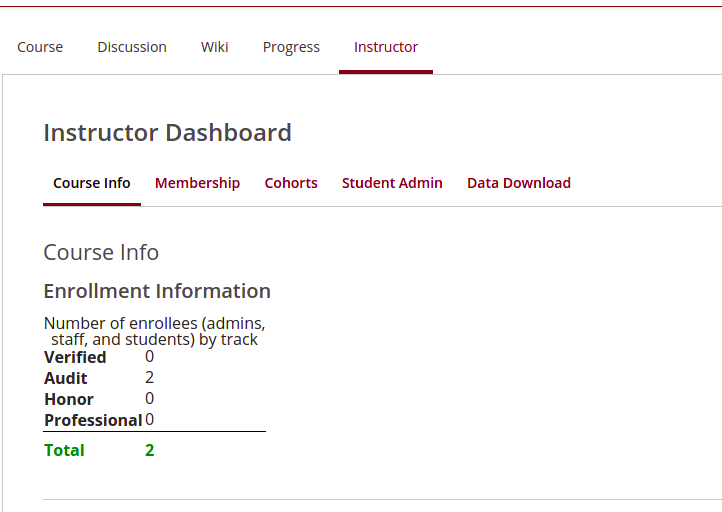 Course Discussion Wiki Progress Instructor
Instructor Dashboard
Course Info Membership Cohorts Student Admin Data Download
Course Info
Enrollment Information
Number of enrollees (admins,
staff, and students) by track
Verified 0
Audit 2
Honor 0
Professional 0
Total 2